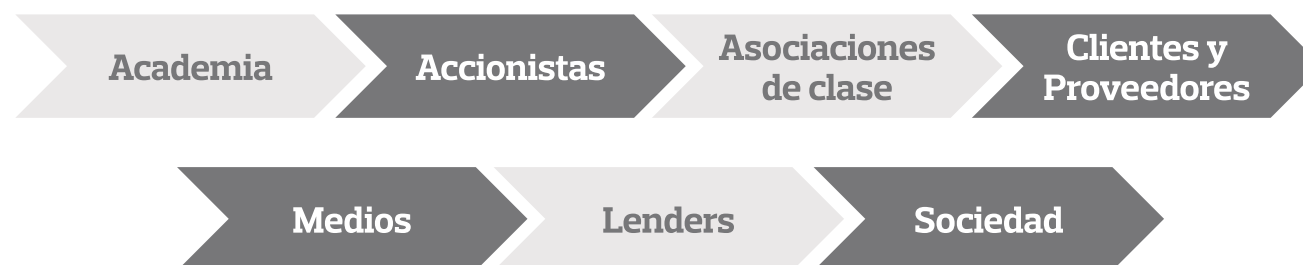 Academia
Accionistas
Asociaciones
de clase
Clientes y
Proveedores
Medios
Lenders
Sociedad